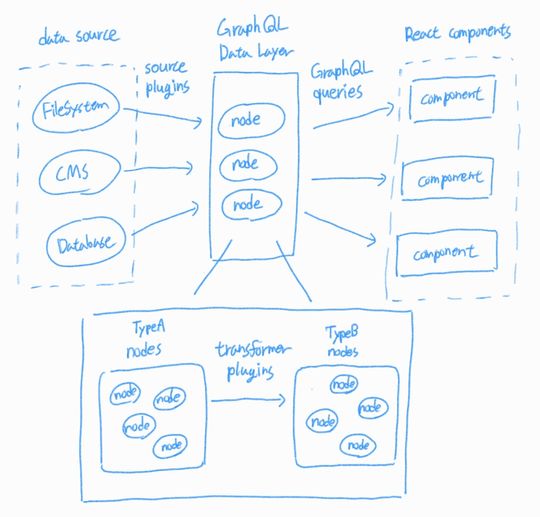 data source
FileSystem
CMS
Database
source
plugins
GraphQL
Data Layer
node
node
node
GraphQL
queries
React components
component
component
component
TypeA
nodes
node
node
node
node
transformer
plugins
TypeB
nodes
node
node
node
node